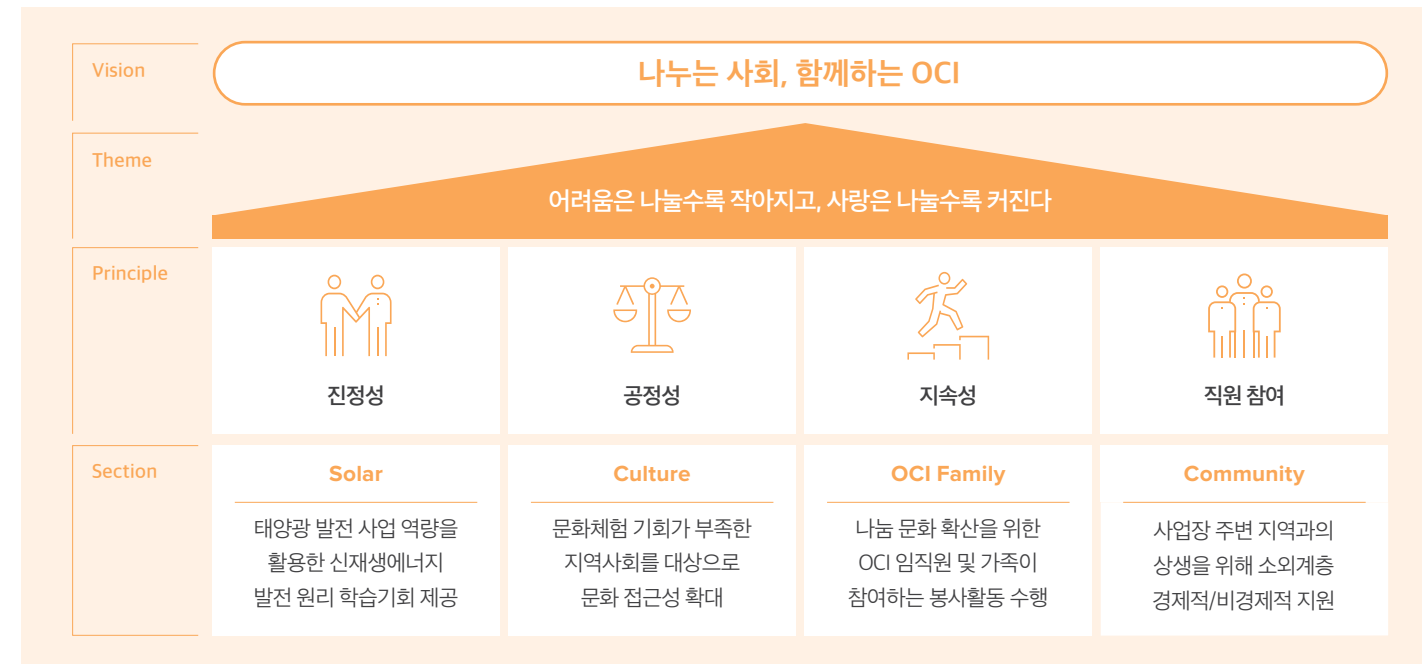 Vision
나누는 사회, 함께하는 OCI
Theme
어려움은 나눌수록 작아지고, 사랑은 나눌수록 커진다
Principle
진정성
공정성
지속성
직원 참여
Section
Solar
태양광 발전 사업 역량을
활용한 신재생에너지
발전 원리 학습기회 제공
Culture
문화체험 기회가 부족한
지역사회를 대상으로
문화 접근성 확대
OCI Family
나눔 문화 확산을 위한
OCI 임직원 및 가족이
참여하는 봉사활동 수행
Community
사업장 주변 지역과의
상생을 위해 소외계층
경제적/비경제적 지원